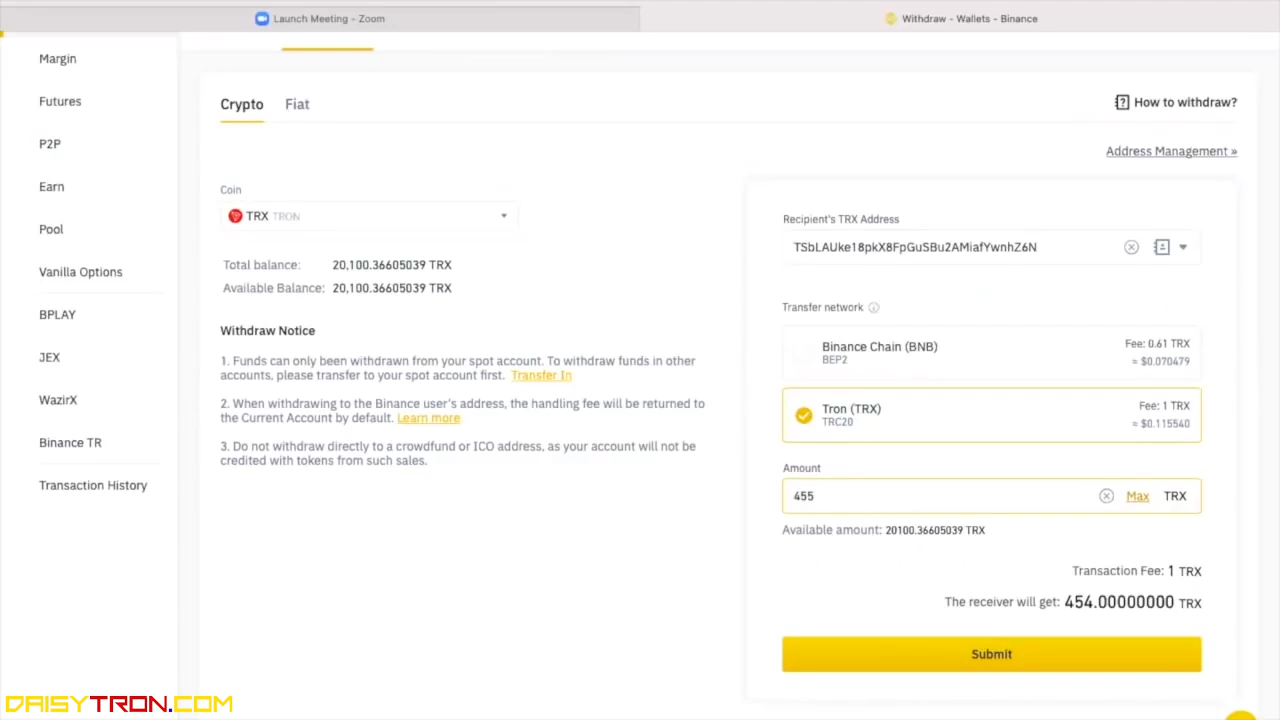 Launch Meeting - Zoom
Withdraw - Wallets - Binance
Margin
Futures
P2P
Earn
Pool
Vanilla Options
BPLAY
JEX
WazirX
Binance TR
Transaction History
Crypto Fiat
How to withdraw?
Address Management »
Coin
TRX TRON
Total balance: 20,100.36605039 TRX
Available Balance: 20,100.36605039 TRX
Withdraw Notice
1. Funds can only been withdrawn from your spot account. To withdraw funds in other
accounts, please transfer to your spot account first. Transfer In
2. When withdrawing to the Binance user's address, the handling fee will be returned to
the Current Account by default. Learn more
3. Do not withdraw directly to a crowdfund or ICO address, as your account will not be
credited with tokens from such sales.
Recipient's TRX Address
TSbLAUke18pkX8FpGuSBu2AMiafYwnhZ6N
Transfer network
Binance Chain (BNB) Fee: 0.61 TRX
BEP2 ≈ $0.070479
Tron (TRX) Fee: 1 TRX
TRC20 ≈ $0.115540
Amount
455 Max TRX
Available amount: 20100.36605039 TRX
Transaction Fee: 1 TRX
The receiver will get: 454.00000000 TRX
Submit
DAISYTRON.COM